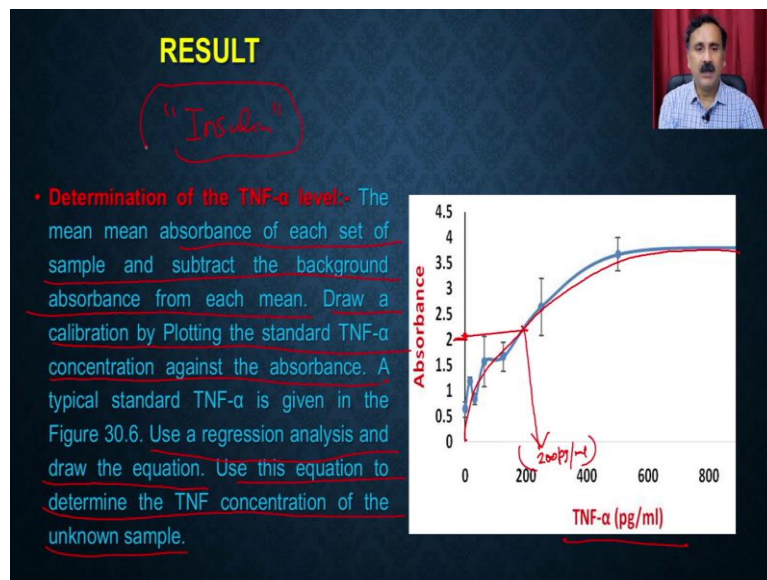 RESULT
"Insulin"
• Determination of the TNF-α level:- The
mean mean absorbance of each set of
sample and subtract the background
absorbance from each mean. Draw a
calibration by Plotting the standard TNF-α
concentration against the absorbance. A
typical standard TNF-α is given in the
Figure 30.6. Use a regression analysis and
draw the equation. Use this equation to
determine the TNF concentration of the
unknown sample.
Absorbance
4.5
4
3.5
3
2.5
2
1.5
1
0.5
0
(200pg/ml)
0 200 400 600 800
TNF-α (pg/ml)